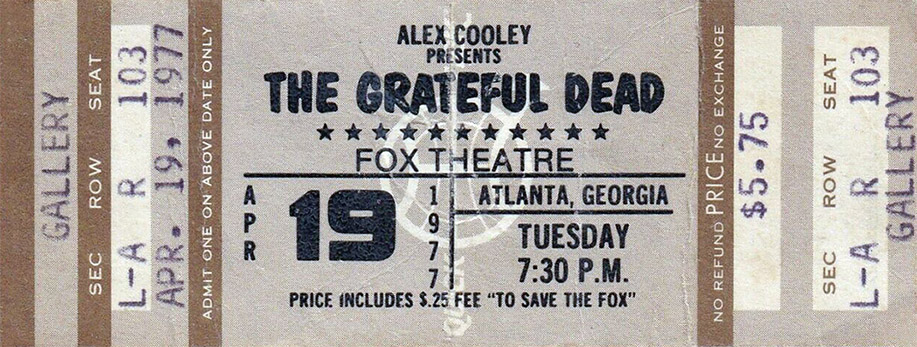 GALLERY
SEC ROW SEAT
L-A R 103
APR. 19, 1977
ADMIT ONE ON ABOVE DATE ONLY
ALEX COOLEY
PRESENTS
THE GRATEFUL DEAD
★ ★ ★ ★ ★ ★ ★ ★ ★ ★ ★
FOX THEATRE
APR 19 1977
ATLANTA, GEORGIA
TUESDAY
7:30 P.M.
PRICE INCLUDES $.25 FEE "TO SAVE THE FOX"
NO REFUND PRICE NO EXCHANGE
$5.75
SEC ROW SEAT
L-A R 103
GALLERY